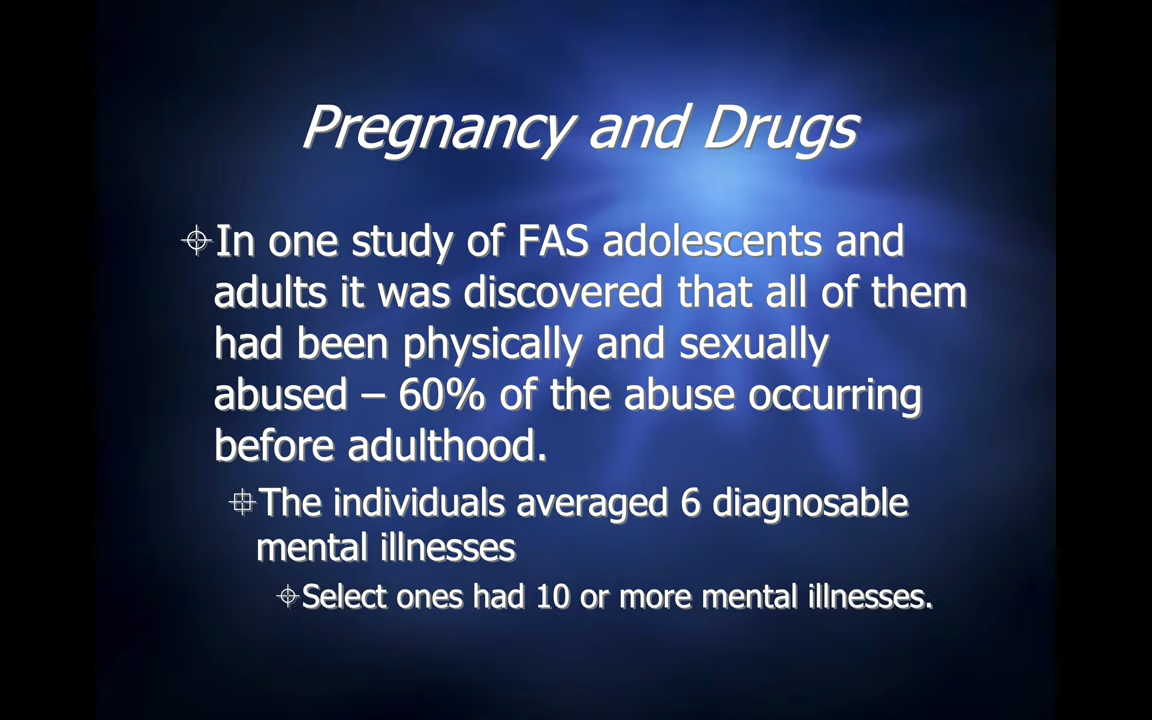 Pregnancy and Drugs
In one study of FAS adolescents and
adults it was discovered that all of them
had been physically and sexually
abused – 60% of the abuse occurring
before adulthood.
The individuals averaged 6 diagnosable
mental illnesses
Select ones had 10 or more mental illnesses.